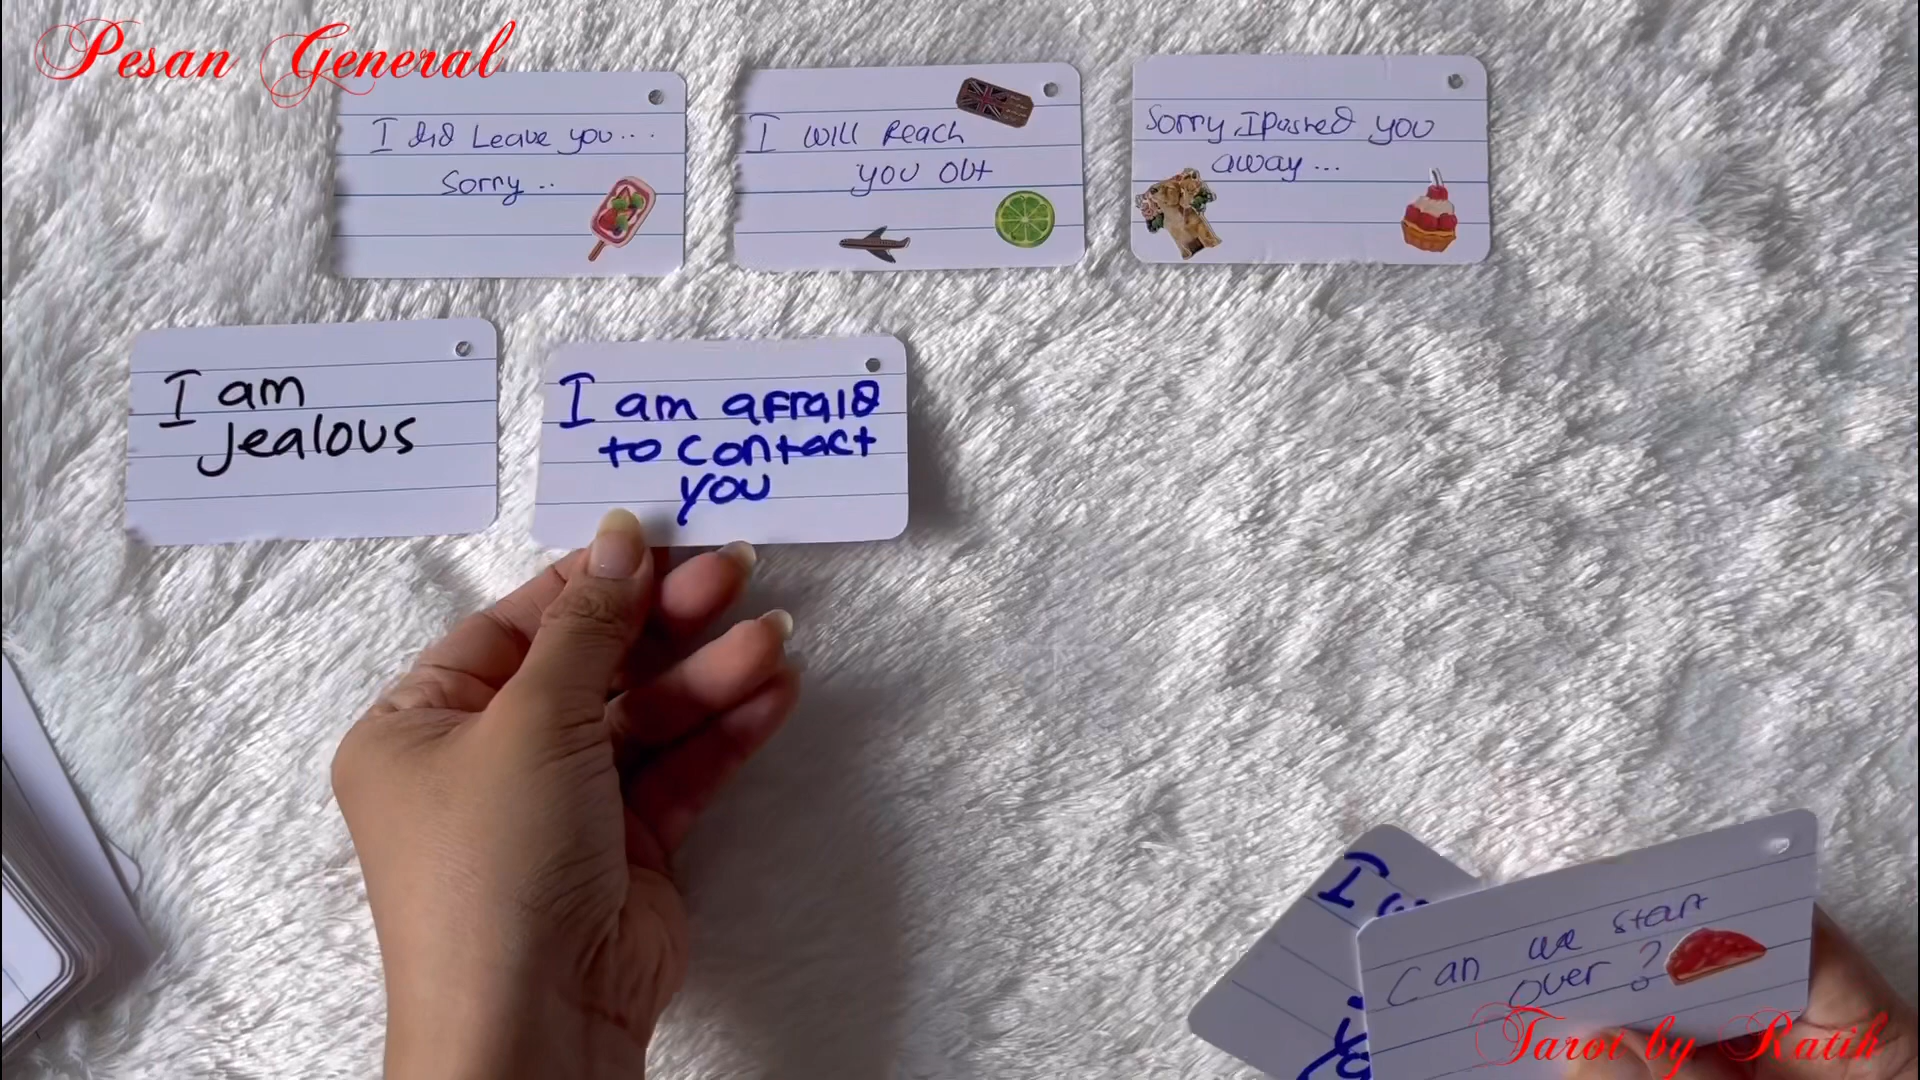 Pesan General
I did Leave you...
Sorry..
I will Reach
you out
Sorry, I pushed you
away...
I am
jealous
I am afraid
to contact
you
I
Can we start
over?
Tarot by Ratih